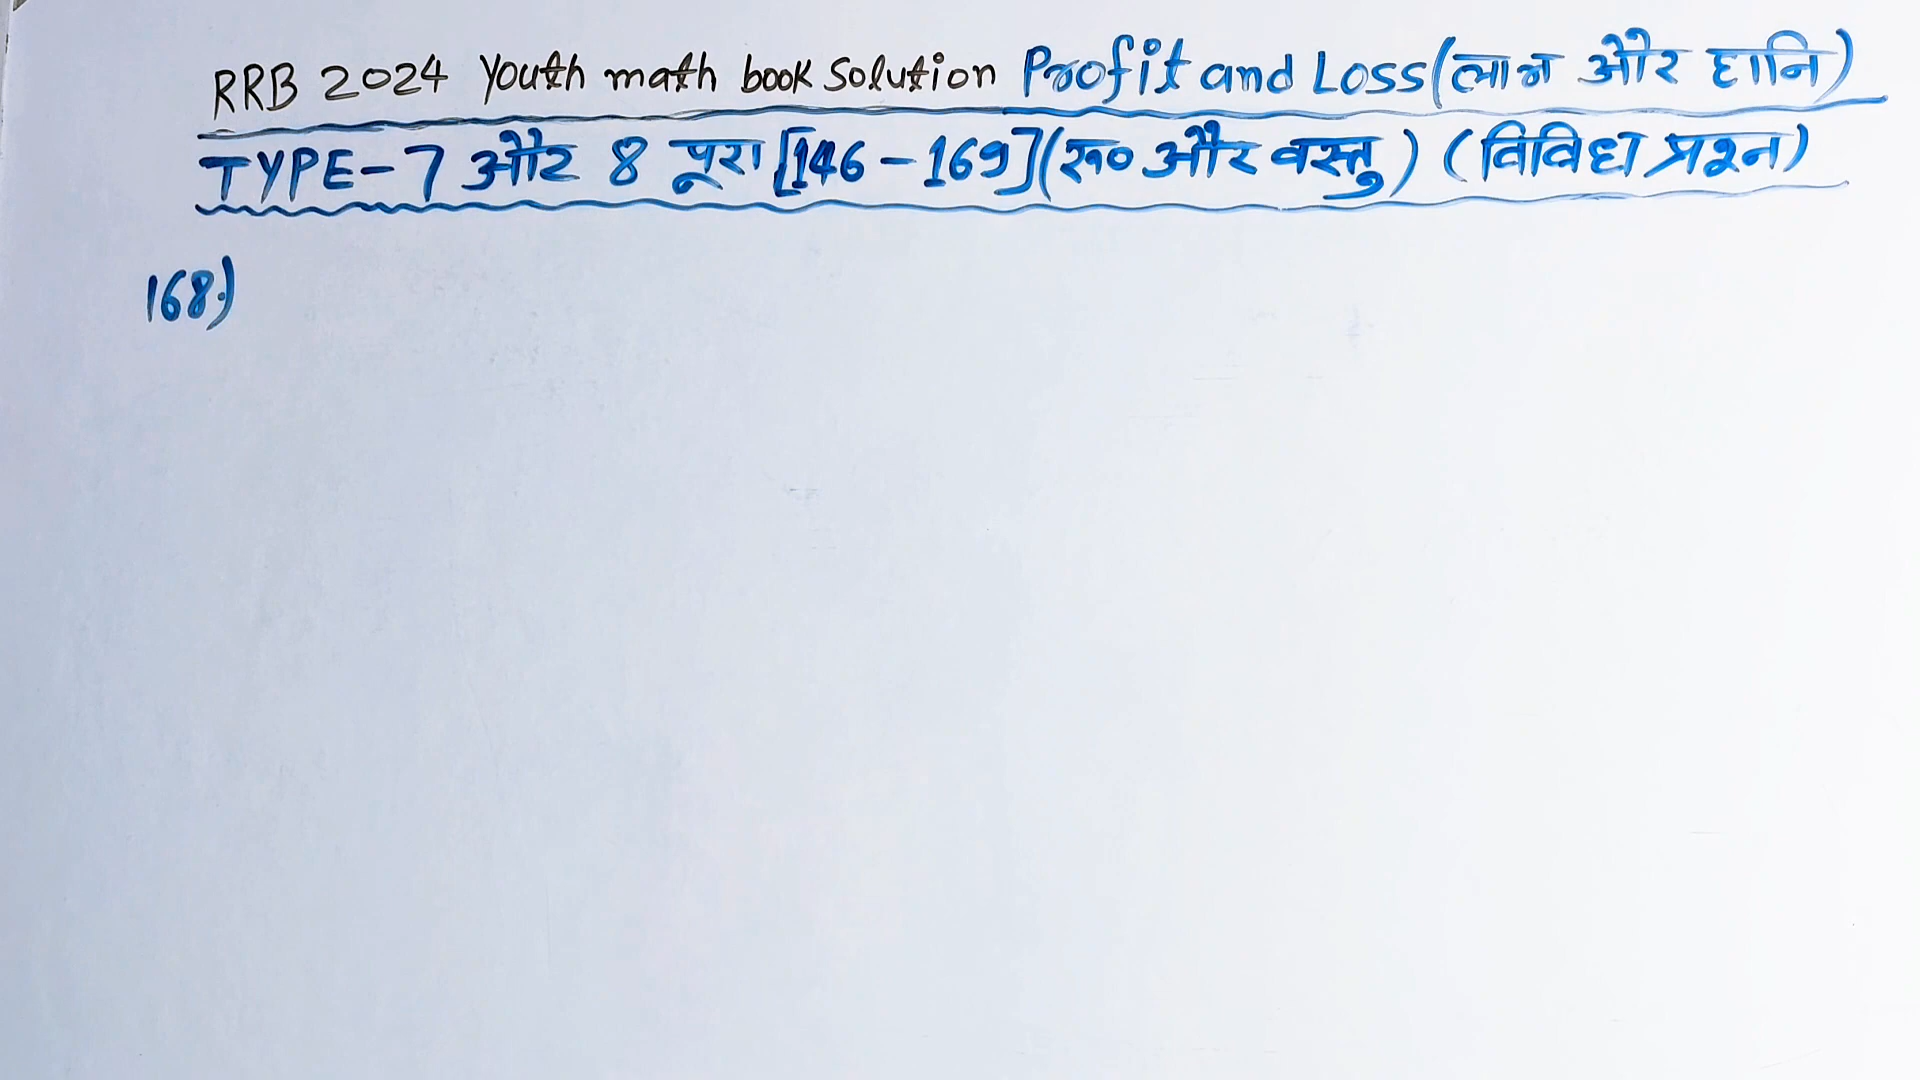 RRB 2024 Youth math book Solution Profit and Loss (लाभ और हानि)
TYPE-7 और 8 पूरा [146-169] (रु० और वस्तु) (विविध प्रश्न)
168.)